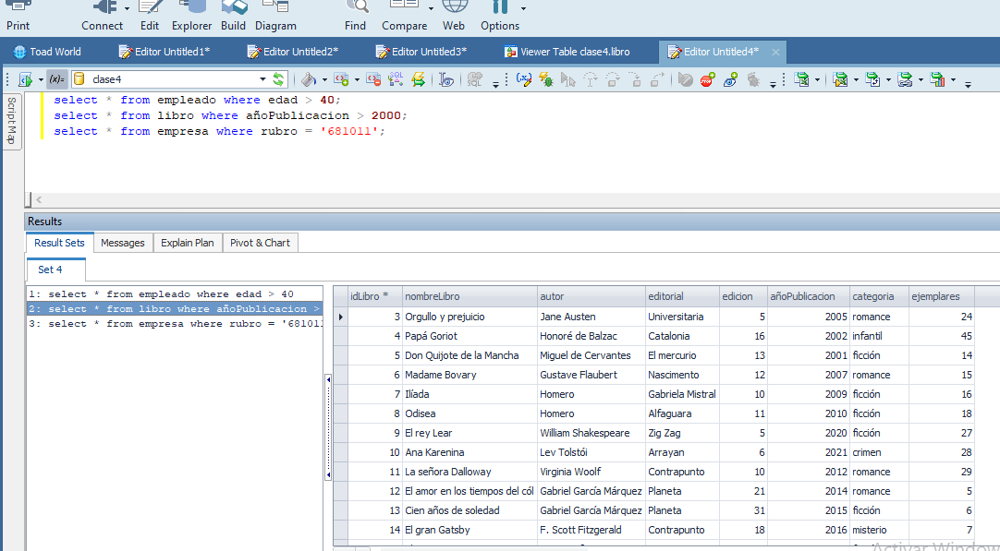 Print Connect Edit Explorer Build Diagram Find Compare Web Options
Toad World Editor Untitled1* Editor Untitled2* Editor Untitled3* Viewer Table clase4.libro Editor Untitled4*
(x)= clase4
Script Map
select * from empleado where edad > 40;
select * from libro where añoPublicacion > 2000;
select * from empresa where rubro = '681011';
Results
Result Sets Messages Explain Plan Pivot & Chart
Set 4
1: select * from empleado where edad > 40
2: select * from libro where añoPublicacion >
3: select * from empresa where rubro = '68101
idLibro * nombreLibro autor editorial edicion añoPublicacion categoria ejemplares
3 Orgullo y prejuicio Jane Austen Universitaria 5 2005 romance 24
4 Papá Goriot Honoré de Balzac Catalonia 16 2002 infantil 45
5 Don Quijote de la Mancha Miguel de Cervantes El mercurio 13 2001 ficción 14
6 Madame Bovary Gustave Flaubert Nascimento 12 2007 romance 15
7 Ilíada Homero Gabriela Mistral 10 2009 ficción 16
8 Odisea Homero Alfaguara 11 2010 ficción 18
9 El rey Lear William Shakespeare Zig Zag 5 2020 ficción 27
10 Ana Karenina Lev Tolstói Arrayan 6 2021 crimen 28
11 La señora Dalloway Virginia Woolf Contrapunto 10 2012 romance 29
12 El amor en los tiempos del cól Gabriel García Márquez Planeta 21 2014 romance 5
13 Cien años de soledad Gabriel García Márquez Planeta 31 2015 ficción 6
14 El gran Gatsby F. Scott Fitzgerald Contrapunto 18 2016 misterio 7
Activar Window